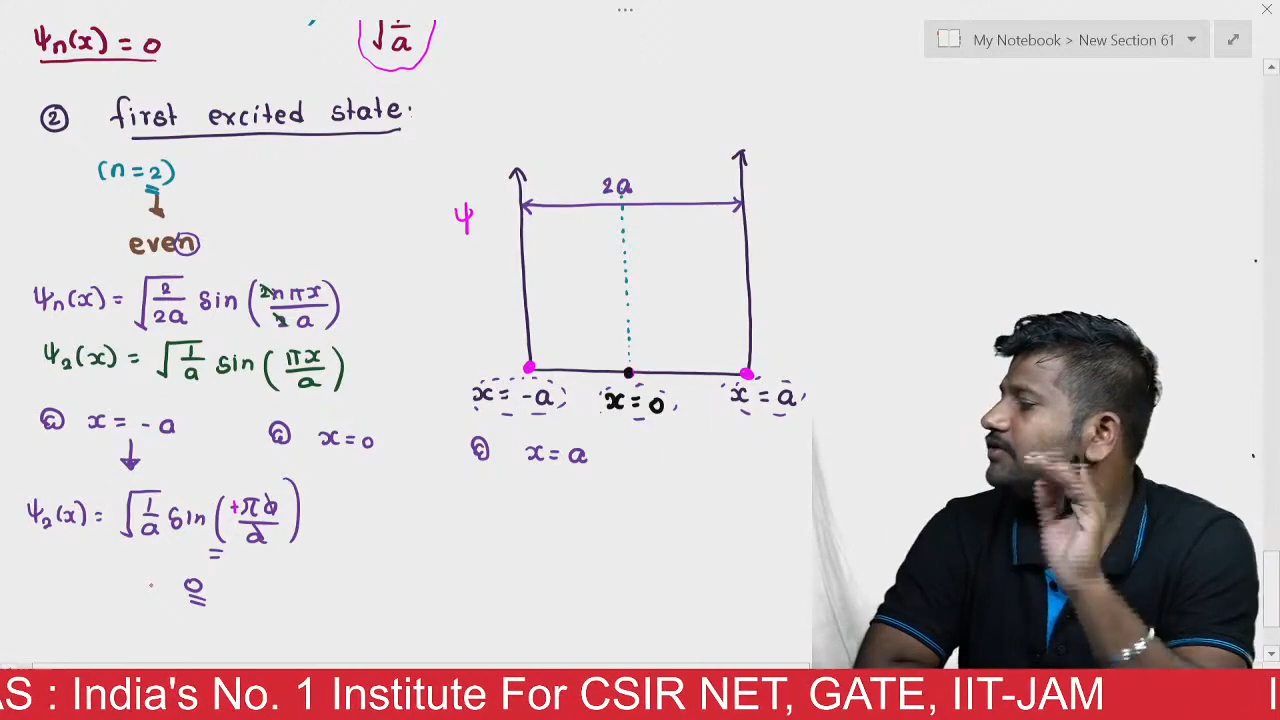 My Notebook > New Section 61
ψn(x) = 0
√1/a
② first excited state:
(n=2)
even
ψn(x) = √2/2a sin (2nπx/2a)
ψ2(x) = √1/a sin (πx/a)
ⓐ x = -a
ⓐ x=0
ⓐ x=a
ψ2(x) = √1/a sin (+πa/a)
0
ψ
2a
x = -a
x = 0
x = a
AS : India's No. 1 Institute For CSIR NET, GATE, IIT-JAM